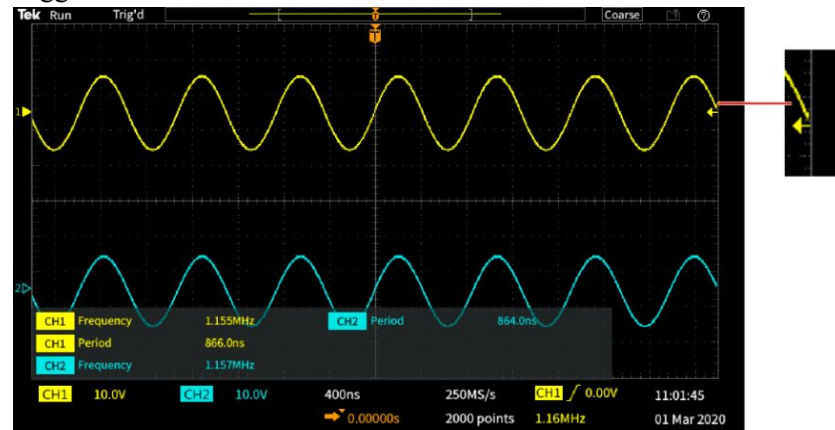 Tek Run Trig'd Coarse
T
T
1
2
CH1 Frequency 1.155MHz CH2 Period 864.0ns
CH1 Period 866.0ns
CH2 Frequency 1.157MHz
CH1 10.0V CH2 10.0V 400ns 250MS/s CH1 0.00V 11:01:45
0.00000s 2000 points 1.16MHz 01 Mar 2020